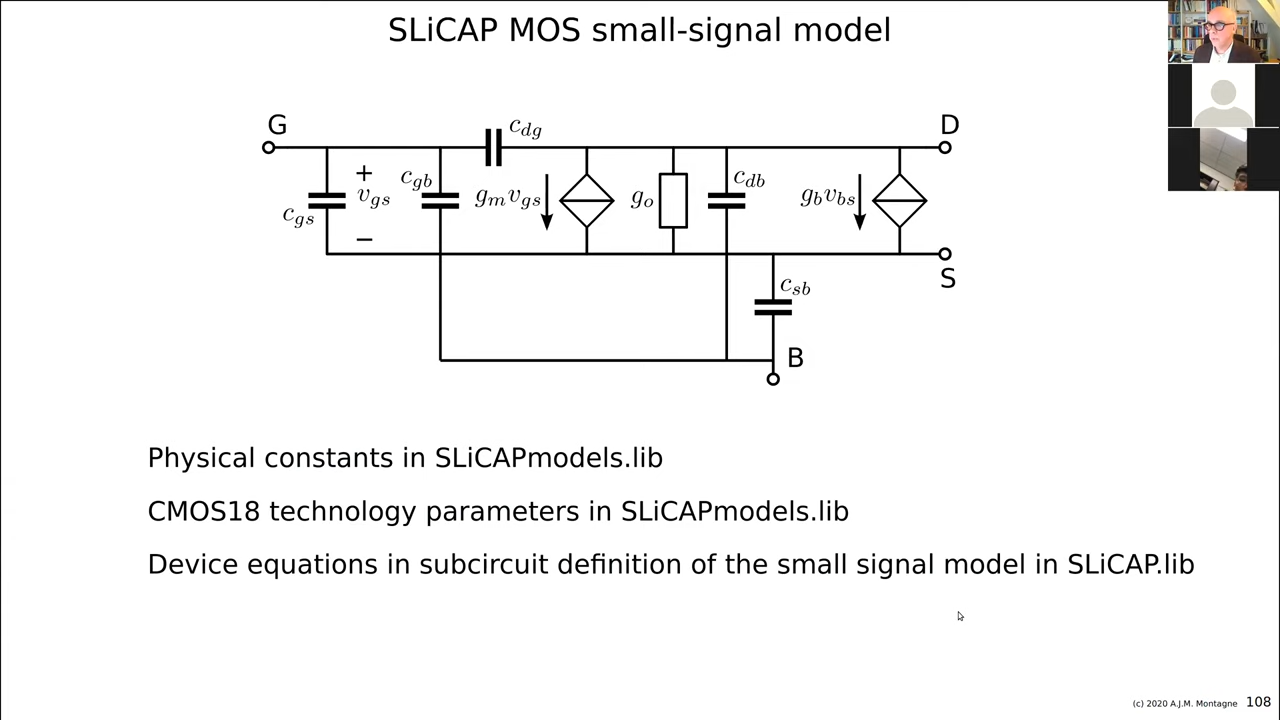 SLiCAP MOS small-signal model
G
c_dg
D
+
c_gs
v_gs
−
c_gb
g_m v_gs
g_o
c_db
g_b v_bs
S
c_sb
B
Physical constants in SLiCAPmodels.lib
CMOS18 technology parameters in SLiCAPmodels.lib
Device equations in subcircuit definition of the small signal model in SLiCAP.lib
(c) 2020 A.J.M. Montagne 108